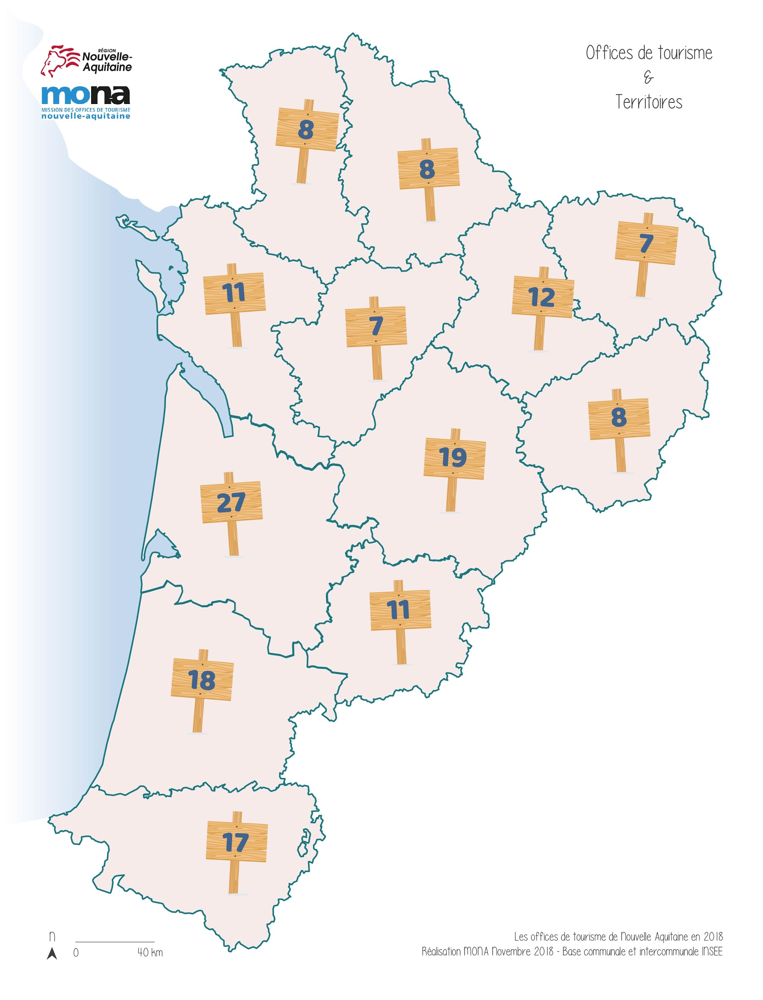 RÉGION
Nouvelle-
Aquitaine
mona
MISSION DES OFFICES DE TOURISME
nouvelle-aquitaine
Offices de tourisme
&
Territoires
8
8
7
11
12
7
8
19
27
11
18
17
n
0 40 km
Les offices de tourisme de Nouvelle Aquitaine en 2018
Réalisation MONA Novembre 2018 - Base communale et intercommunale INSEE